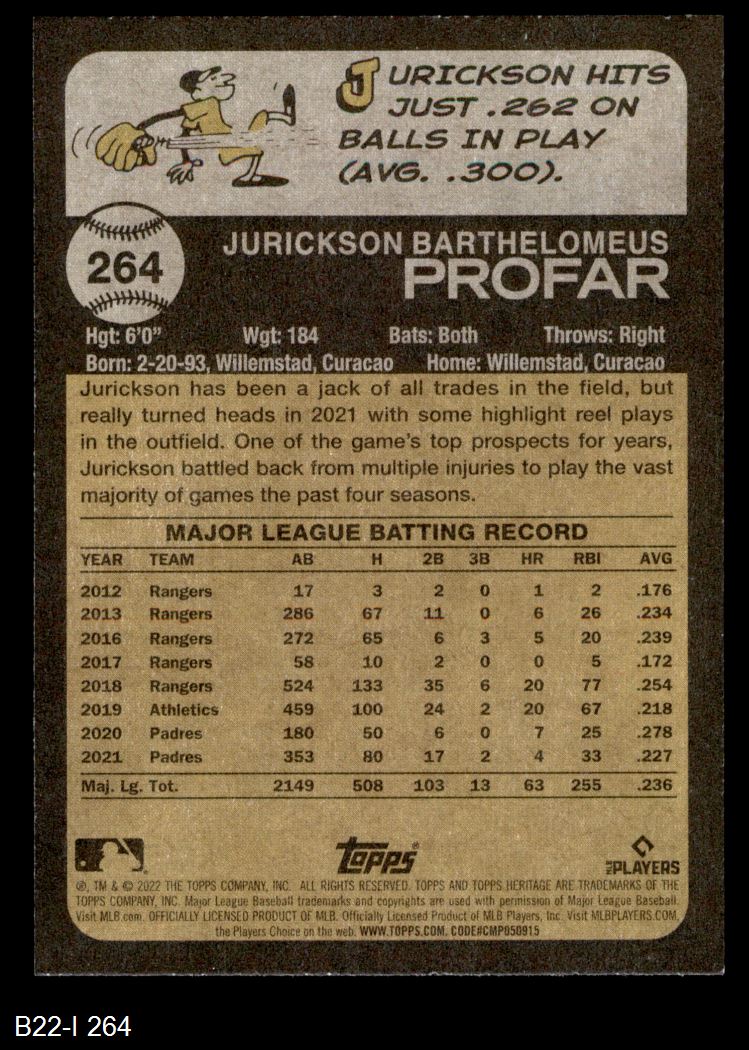 JURICKSON HITS
JUST .262 ON
BALLS IN PLAY
(AVG. .300).
264
JURICKSON BARTHELOMEUS
PROFAR
Hgt: 6'0" Wgt: 184 Bats: Both Throws: Right
Born: 2-20-93, Willemstad, Curacao Home: Willemstad, Curacao
Jurickson has been a jack of all trades in the field, but
really turned heads in 2021 with some highlight reel plays
in the outfield. One of the game's top prospects for years,
Jurickson battled back from multiple injuries to play the vast
majority of games the past four seasons.
MAJOR LEAGUE BATTING RECORD
YEAR TEAM AB H 2B 3B HR RBI AVG
2012 Rangers 17 3 2 0 1 2 .176
2013 Rangers 286 67 11 0 6 26 .234
2016 Rangers 272 65 6 3 5 20 .239
2017 Rangers 58 10 2 0 0 5 .172
2018 Rangers 524 133 35 6 20 77 .254
2019 Athletics 459 100 24 2 20 67 .218
2020 Padres 180 50 6 0 7 25 .278
2021 Padres 353 80 17 2 4 33 .227
Maj. Lg. Tot. 2149 508 103 13 63 255 .236
topps®
MLB PLAYERS
®, TM & © 2022 THE TOPPS COMPANY, INC. ALL RIGHTS RESERVED. TOPPS AND TOPPS HERITAGE ARE TRADEMARKS OF THE
TOPPS COMPANY, INC. Major League Baseball trademarks and copyrights are used with permission of Major League Baseball.
Visit MLB.com. OFFICIALLY LICENSED PRODUCT OF MLB. Officially Licensed Product of MLB Players, Inc. Visit MLBPLAYERS.COM,
the Players Choice on the web. WWW.TOPPS.COM. CODE#CMP050915
B22-I 264